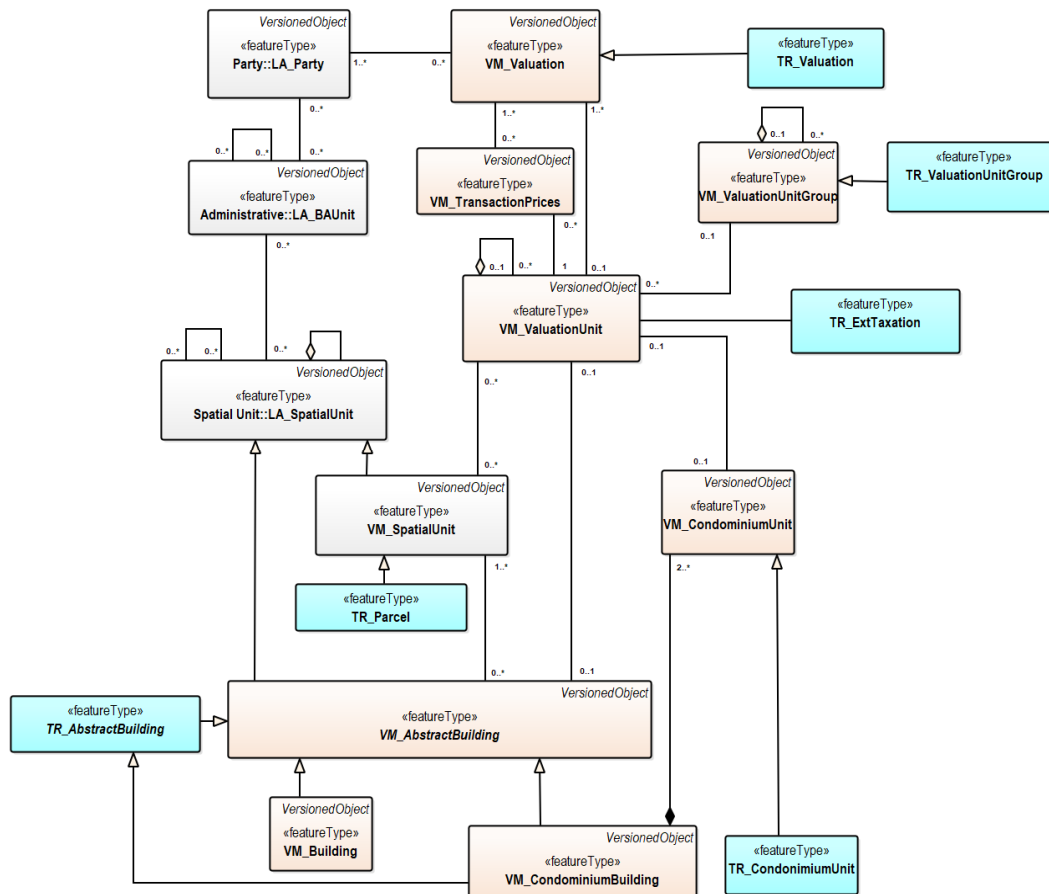 VersionedObject
«featureType»
Party::LA_Party
VersionedObject
«featureType»
VM_Valuation
«featureType»
TR_Valuation
1..*
0..*
0..*
1..*
0..*
1..*
0..1
0..*
VersionedObject
«featureType»
VM_ValuationUnitGroup
«featureType»
TR_ValuationUnitGroup
0..*
0..*
0..*
VersionedObject
«featureType»
Administrative::LA_BAUnit
VersionedObject
«featureType»
VM_TransactionPrices
0..*
0..*
0..1
0..1
0..*
1
0..1
0..*
VersionedObject
«featureType»
VM_ValuationUnit
«featureType»
TR_ExtTaxation
0..*
0..*
0..*
0..1
0..1
VersionedObject
«featureType»
Spatial Unit::LA_SpatialUnit
0..*
0..*
0..1
VersionedObject
«featureType»
VM_SpatialUnit
VersionedObject
«featureType»
VM_CondominiumUnit
1..*
2..*
«featureType»
TR_Parcel
0..*
0..1
VersionedObject
«featureType»
VM_AbstractBuilding
«featureType»
TR_AbstractBuilding
VersionedObject
«featureType»
VM_Building
VersionedObject
«featureType»
VM_CondominiumBuilding
«featureType»
TR_CondonimiumUnit